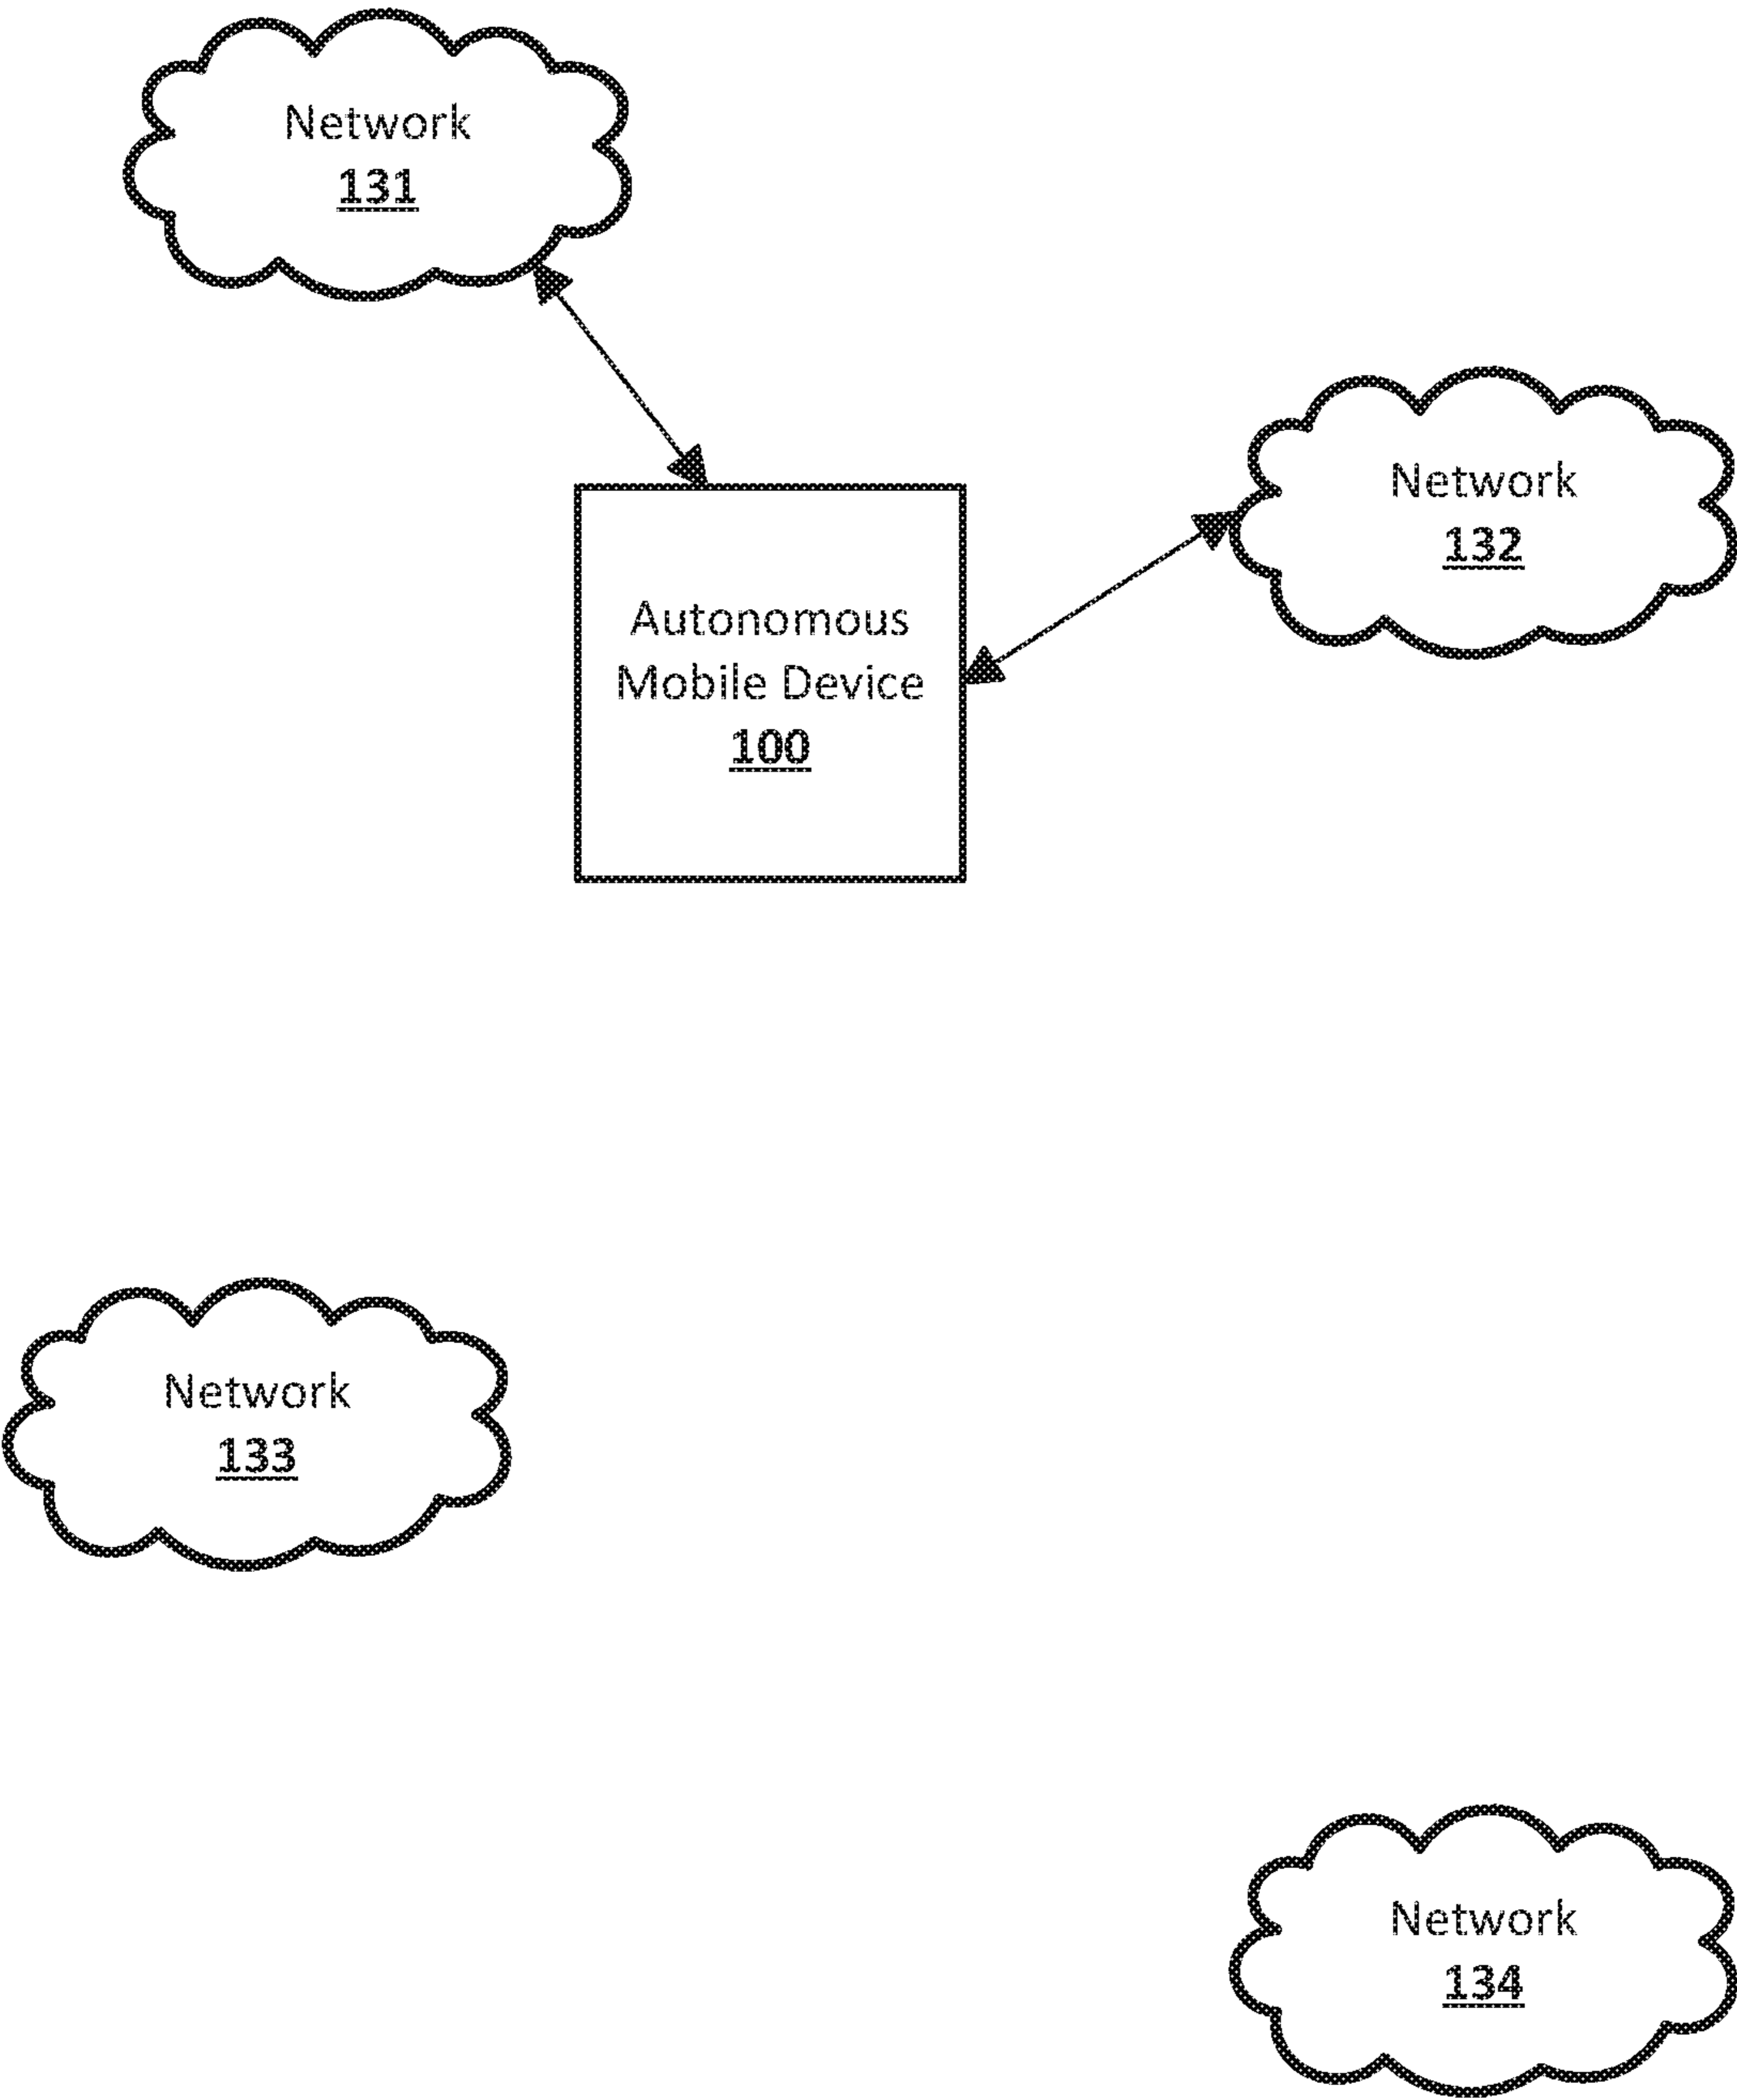 Network
131
Network
132
Autonomous
Mobile Device
100
Network
133
Network
134